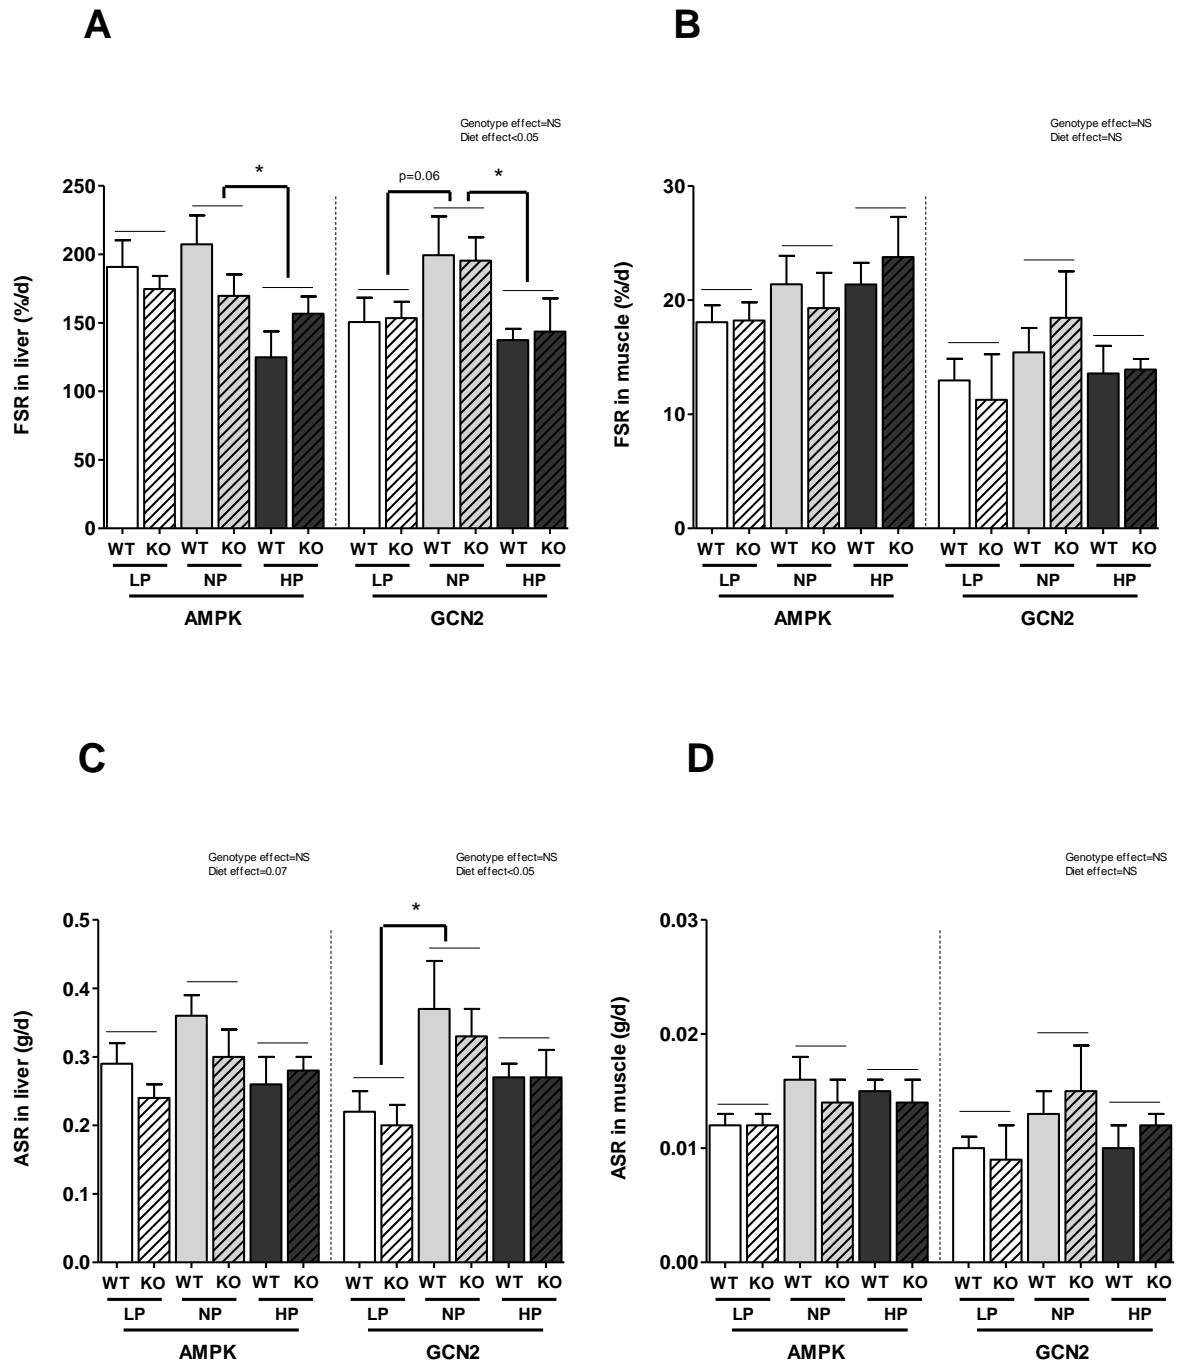 A
Genotype effect=NS
Diet effect<0.05
p=0.06
*
*
FSR in liver (%/d)
250
200
150
100
50
0
WT KO WT KO WT KO WT KO WT KO WT KO
LP NP HP LP NP HP
AMPK GCN2
B
Genotype effect=NS
Diet effect=NS
FSR in muscle (%/d)
30
20
10
0
WT KO WT KO WT KO WT KO WT KO WT KO
LP NP HP LP NP HP
AMPK GCN2
C
Genotype effect=NS
Diet effect=0.07
Genotype effect=NS
Diet effect<0.05
*
ASR in liver (g/d)
0.5
0.4
0.3
0.2
0.1
0.0
WT KO WT KO WT KO WT KO WT KO WT KO
LP NP HP LP NP HP
AMPK GCN2
D
Genotype effect=NS
Diet effect=NS
ASR in muscle (g/d)
0.03
0.02
0.01
0.00
WT KO WT KO WT KO WT KO WT KO WT KO
LP NP HP LP NP HP
AMPK GCN2